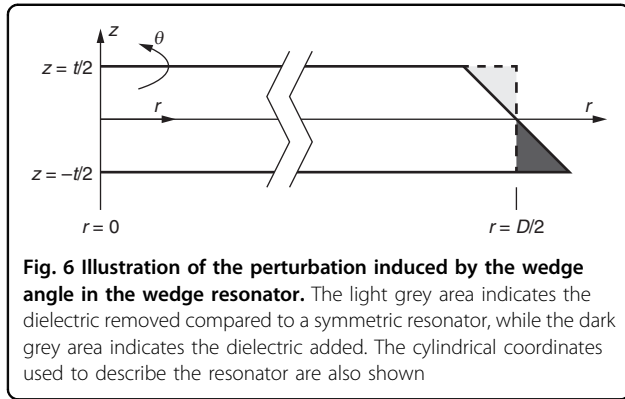 z
θ
z = t/2
r
r
z = −t/2
r = 0
r = D/2
Fig. 6 Illustration of the perturbation induced by the wedge
angle in the wedge resonator. The light grey area indicates the
dielectric removed compared to a symmetric resonator, while the dark
grey area indicates the dielectric added. The cylindrical coordinates
used to describe the resonator are also shown